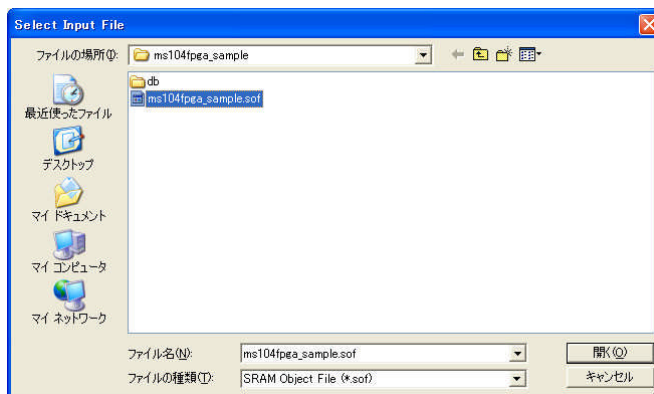 Select Input File
ファイルの場所(I):
ms104fpga_sample
db
ms104fpga_sample.sof
最近使ったファイル
デスクトップ
マイ ドキュメント
マイ コンピュータ
マイ ネットワーク
ファイル名(N):
ms104fpga_sample.sof
開く(O)
ファイルの種類(T):
SRAM Object File (*.sof)
キャンセル